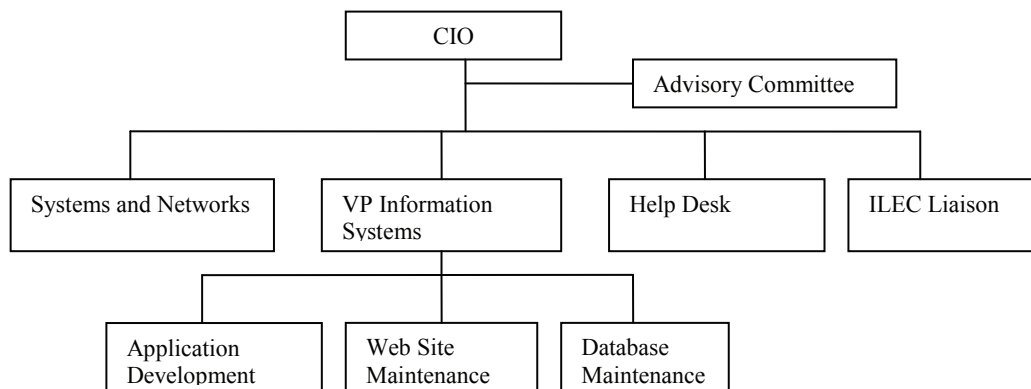 CIO
Advisory Committee
Systems and Networks
VP Information
Systems
Help Desk
ILEC Liaison
Application
Development
Web Site
Maintenance
Database
Maintenance